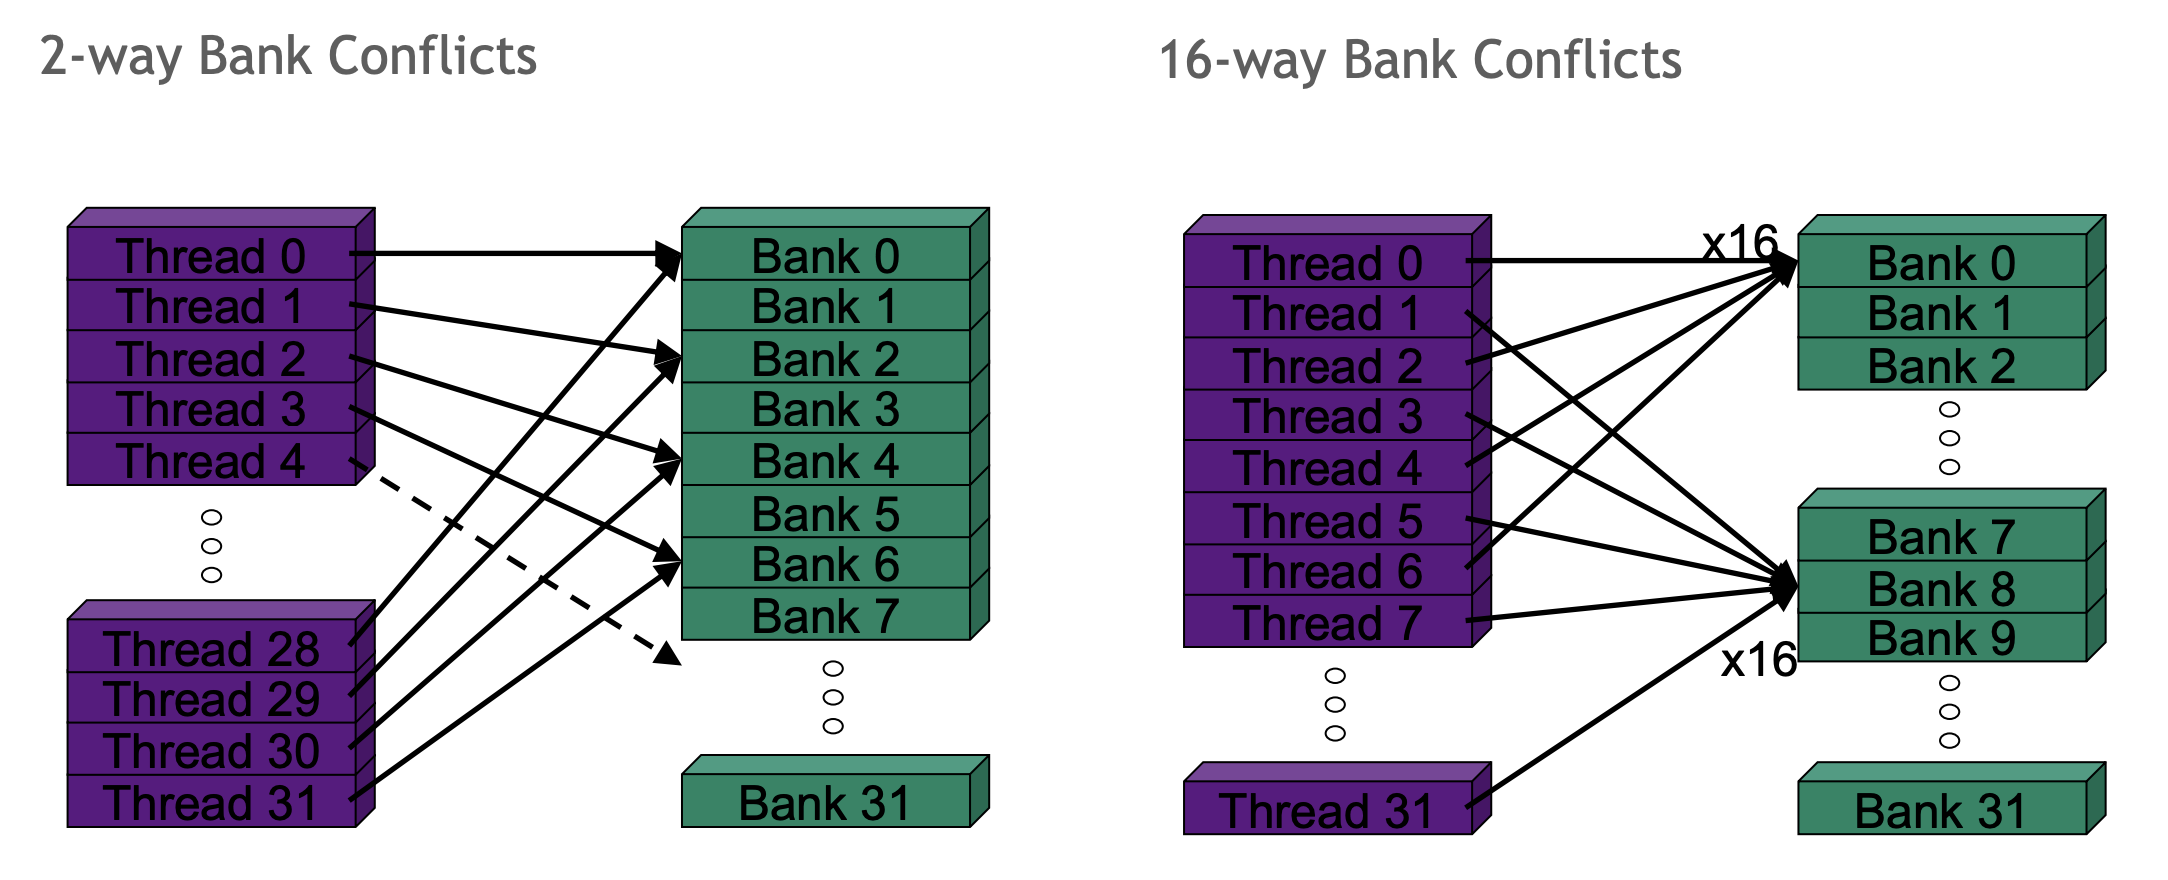 2-way Bank Conflicts
Thread 0
Thread 1
Thread 2
Thread 3
Thread 4
Thread 28
Thread 29
Thread 30
Thread 31
Bank 0
Bank 1
Bank 2
Bank 3
Bank 4
Bank 5
Bank 6
Bank 7
Bank 31
16-way Bank Conflicts
Thread 0
Thread 1
Thread 2
Thread 3
Thread 4
Thread 5
Thread 6
Thread 7
Thread 31
x16
x16
Bank 0
Bank 1
Bank 2
Bank 7
Bank 8
Bank 9
Bank 31